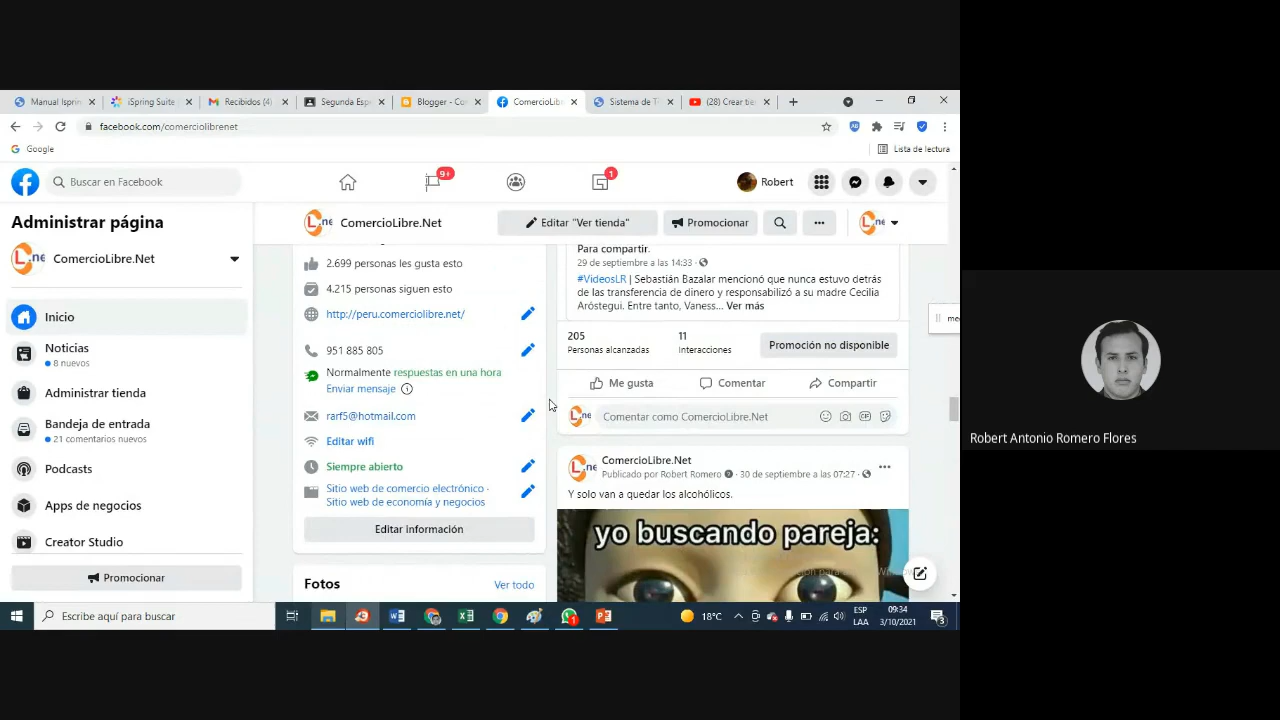 Manual Ispri
iSpring Suite
Recibidos (4)
Segunda Espe
Blogger - Co
ComercioLib
Sistema de T
(28) Crear tie
facebook.com/comerciolibrenet
Google
Lista de lectura
Buscar en Facebook
9+
1
Robert
Administrar página
ComercioLibre.Net
Editar "Ver tienda"
Promocionar
ComercioLibre.Net
Inicio
Noticias
8 nuevos
Administrar tienda
Bandeja de entrada
21 comentarios nuevos
Podcasts
Apps de negocios
Creator Studio
Promocionar
2.699 personas les gusta esto
4.215 personas siguen esto
http://peru.comerciolibre.net/
951 885 805
Normalmente respuestas en una hora
Enviar mensaje
rarf5@hotmail.com
Editar wifi
Siempre abierto
Sitio web de comercio electrónico ·
Sitio web de economía y negocios
Editar información
Fotos
Ver todo
Para compartir.
29 de septiembre a las 14:33 ·
#VideosLR | Sebastián Bazalar mencionó que nunca estuvo detrás
de las transferencia de dinero y responsabilizó a su madre Cecilia
Aróstegui. Entre tanto, Vaness... Ver más
205
Personas alcanzadas
11
Interacciones
Promoción no disponible
Me gusta
Comentar
Compartir
Comentar como ComercioLibre.Net
ComercioLibre.Net
Publicado por Robert Romero · 30 de septiembre a las 07:27 ·
Y solo van a quedar los alcohólicos.
yo buscando pareja:
Escribe aquí para buscar
18°C
ESP
LAA
09:34
3/10/2021
3
Robert Antonio Romero Flores